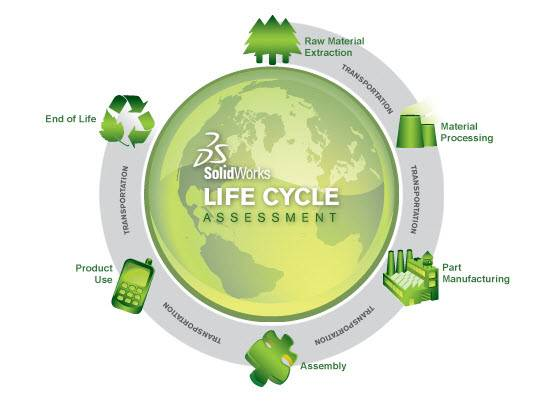 Raw Material
Extraction
TRANSPORTATION
Material
Processing
TRANSPORTATION
Part
Manufacturing
TRANSPORTATION
Assembly
TRANSPORTATION
Product
Use
TRANSPORTATION
End of Life
3S
SolidWorks
LIFE CYCLE
ASSESSMENT